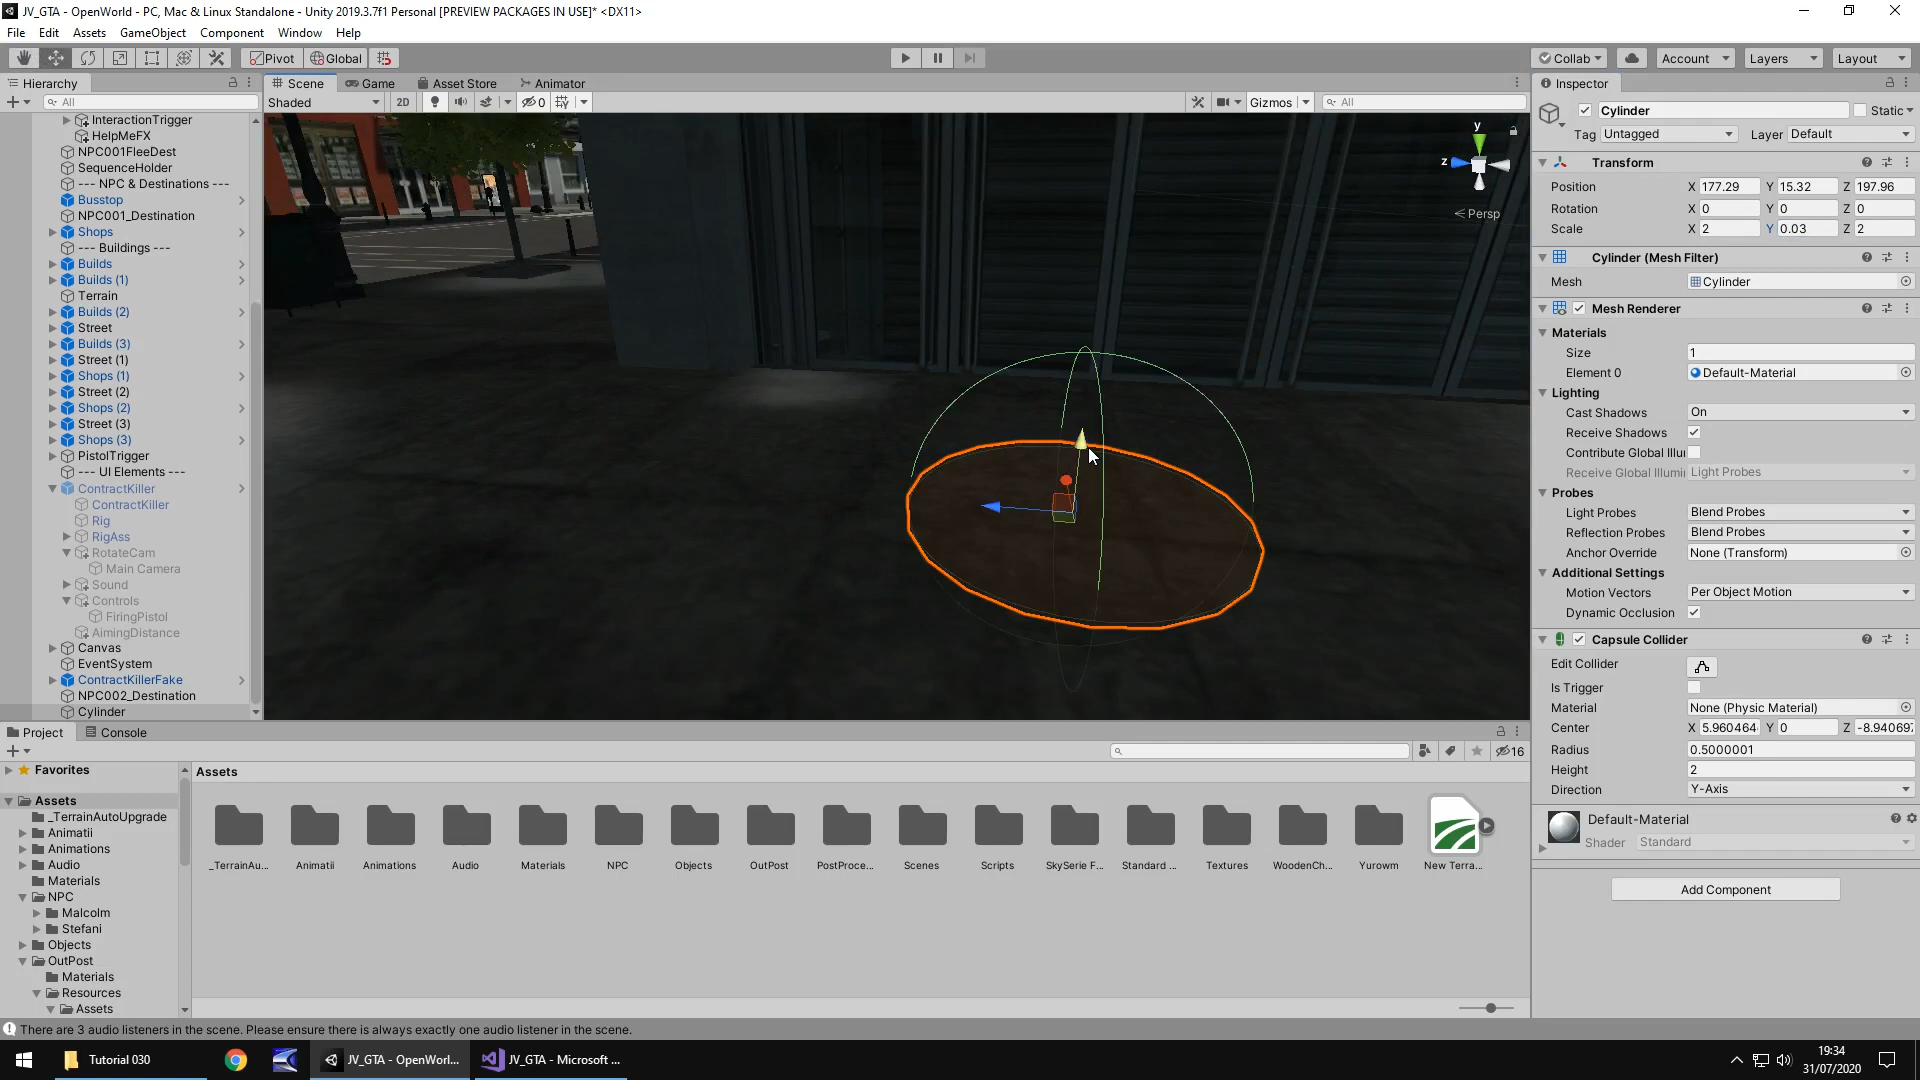 JV_GTA - OpenWorld - PC, Mac & Linux Standalone - Unity 2019.3.7f1 Personal [PREVIEW PACKAGES IN USE]* <DX11>
File Edit Assets GameObject Component Window Help
Pivot Global Collab Account Layers Layout
Hierarchy Scene Game Asset Store Animator Inspector
All Shaded 2D 0 Gizmos All
InteractionTrigger
HelpMeFX
NPC001FleeDest
SequenceHolder
--- NPC & Destinations ---
Busstop
NPC001_Destination
Shops
--- Buildings ---
Builds
Builds (1)
Terrain
Builds (2)
Street
Builds (3)
Street (1)
Shops (1)
Street (2)
Shops (2)
Street (3)
Shops (3)
PistolTrigger
--- UI Elements ---
ContractKiller
ContractKiller
Rig
RigAss
RotateCam
Main Camera
Sound
Controls
FiringPistol
AimingDistance
Canvas
EventSystem
ContractKillerFake
NPC002_Destination
Cylinder
y
z
Persp
Cylinder Static
Tag Untagged Layer Default
Transform
Position X 177.29 Y 15.32 Z 197.96
Rotation X 0 Y 0 Z 0
Scale X 2 Y 0.03 Z 2
Cylinder (Mesh Filter)
Mesh Cylinder
Mesh Renderer
Materials
Size 1
Element 0 Default-Material
Lighting
Cast Shadows On
Receive Shadows
Contribute Global Illu
Receive Global Illumin Light Probes
Probes
Light Probes Blend Probes
Reflection Probes Blend Probes
Anchor Override None (Transform)
Additional Settings
Motion Vectors Per Object Motion
Dynamic Occlusion
Capsule Collider
Edit Collider
Is Trigger
Material None (Physic Material)
Center X 5.960464 Y 0 Z -8.94069
Radius 0.5000001
Height 2
Direction Y-Axis
Default-Material
Shader Standard
Add Component
Project Console
16
Favorites
Assets
_TerrainAutoUpgrade
Animatii
Animations
Audio
Materials
NPC
Malcolm
Stefani
Objects
OutPost
Materials
Resources
Assets
Assets
_TerrainAu... Animatii Animations Audio Materials NPC Objects OutPost PostProce... Scenes Scripts SkySerie F... Standard ... Textures WoodenCh... Yurowm New Terra...
There are 3 audio listeners in the scene. Please ensure there is always exactly one audio listener in the scene.
Tutorial 030 JV_GTA - OpenWorl... JV_GTA - Microsoft ...
19:34
31/07/2020